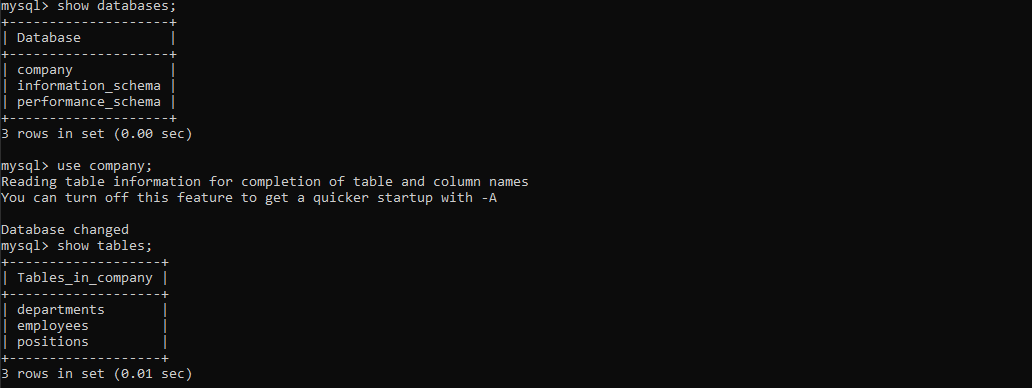 mysql> show databases;
+--------------------+
| Database           |
+--------------------+
| company            |
| information_schema |
| performance_schema |
+--------------------+
3 rows in set (0.00 sec)

mysql> use company;
Reading table information for completion of table and column names
You can turn off this feature to get a quicker startup with -A

Database changed
mysql> show tables;
+-------------------+
| Tables_in_company |
+-------------------+
| departments       |
| employees         |
| positions         |
+-------------------+
3 rows in set (0.01 sec)